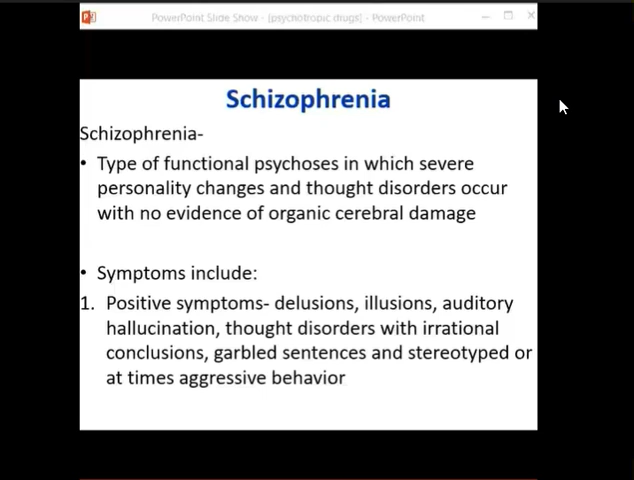 PowerPoint Slide Show - [psychotropic drugs] - PowerPoint
Schizophrenia
Schizophrenia-
• Type of functional psychoses in which severe
personality changes and thought disorders occur
with no evidence of organic cerebral damage
• Symptoms include:
1. Positive symptoms- delusions, illusions, auditory
hallucination, thought disorders with irrational
conclusions, garbled sentences and stereotyped or
at times aggressive behavior